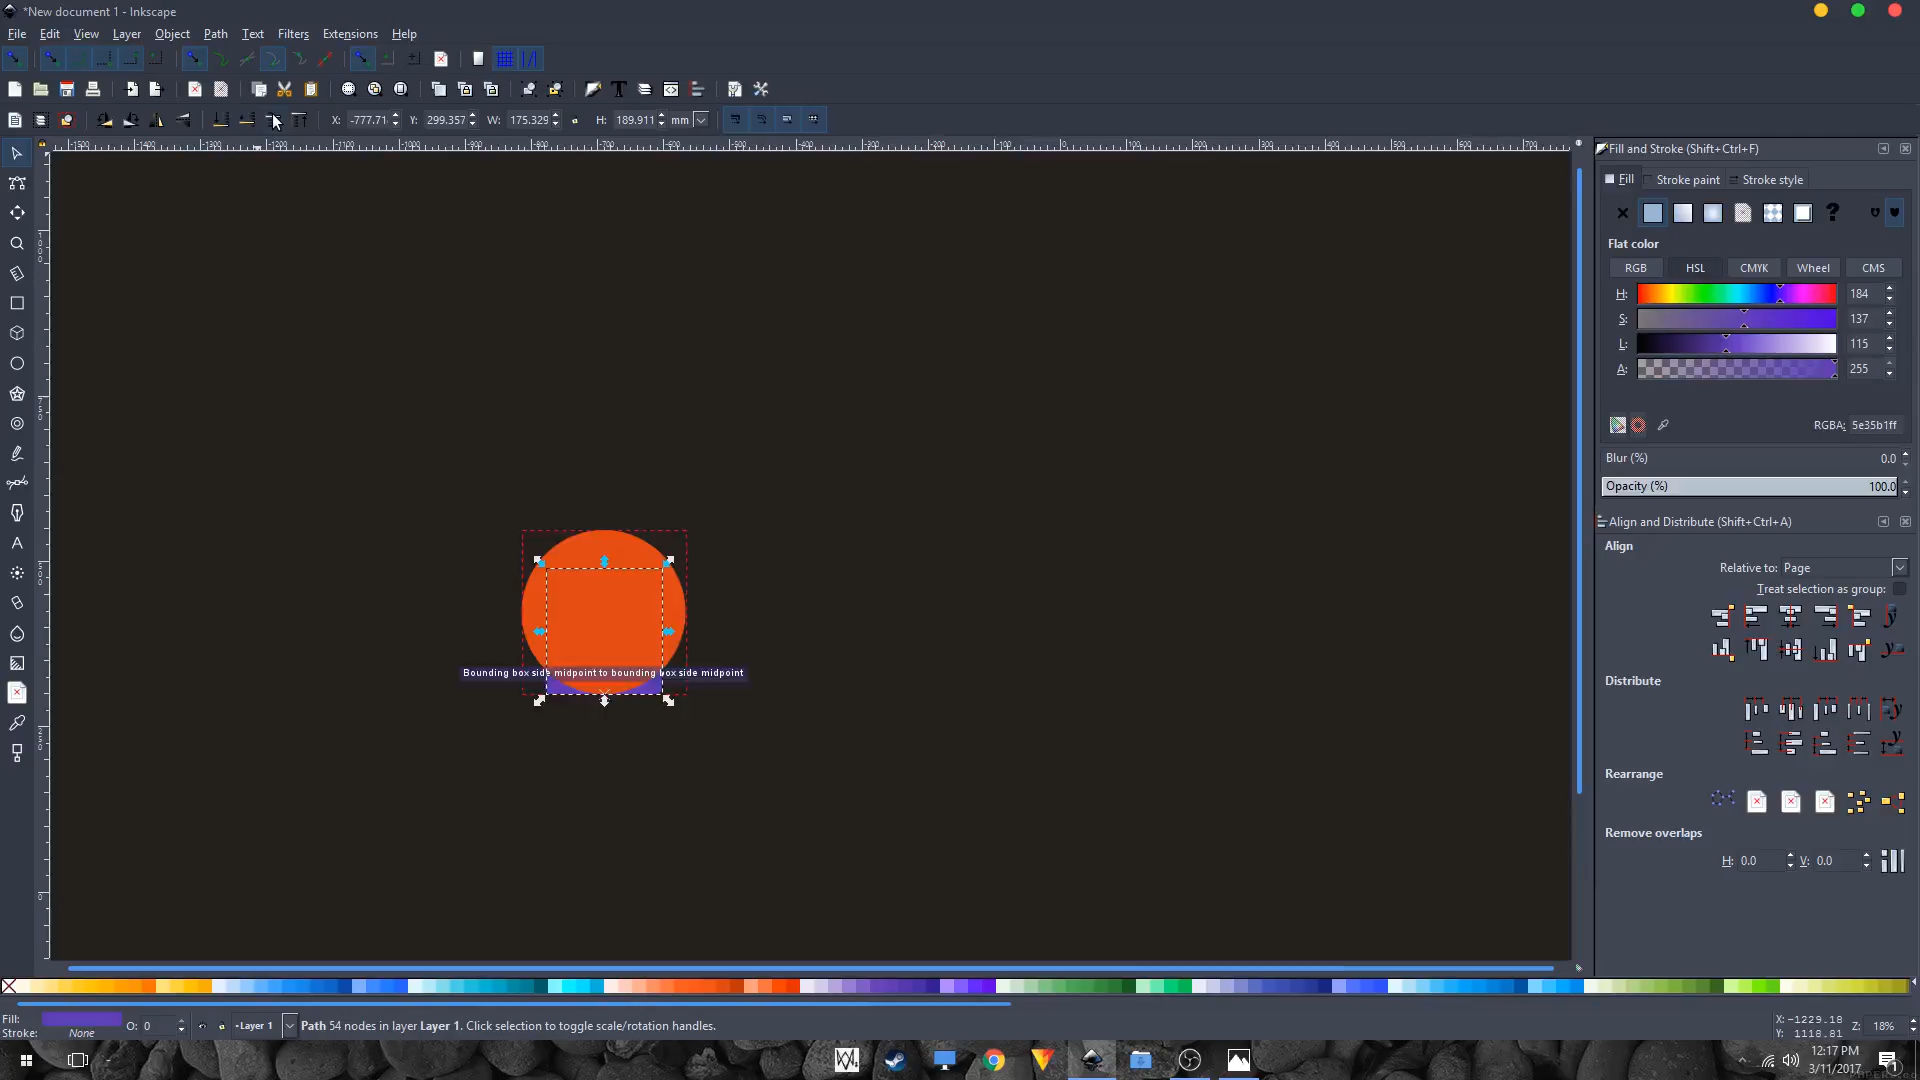 *New document 1 - Inkscape
File Edit View Layer Object Path Text Filters Extensions Help
X: -777.71 Y: 299.357 W: 175.329 H: 189.911 mm
Fill and Stroke (Shift+Ctrl+F)
Fill Stroke paint Stroke style
Flat color
RGB HSL CMYK Wheel CMS
H: 184
S: 137
L: 115
A: 255
RGBA: 5e35b1ff
Blur (%) 0.0
Opacity (%) 100.0
Align and Distribute (Shift+Ctrl+A)
Align
Relative to: Page
Treat selection as group:
Bounding box side midpoint to bounding box side midpoint
Distribute
Rearrange
Remove overlaps
H: 0.0 V: 0.0
Fill:
Stroke: None
O: 0
Layer 1
Path 54 nodes in layer Layer 1. Click selection to toggle scale/rotation handles.
X: -1229.18
Y: 1118.81
Z: 18%
12:17 PM
3/11/2017